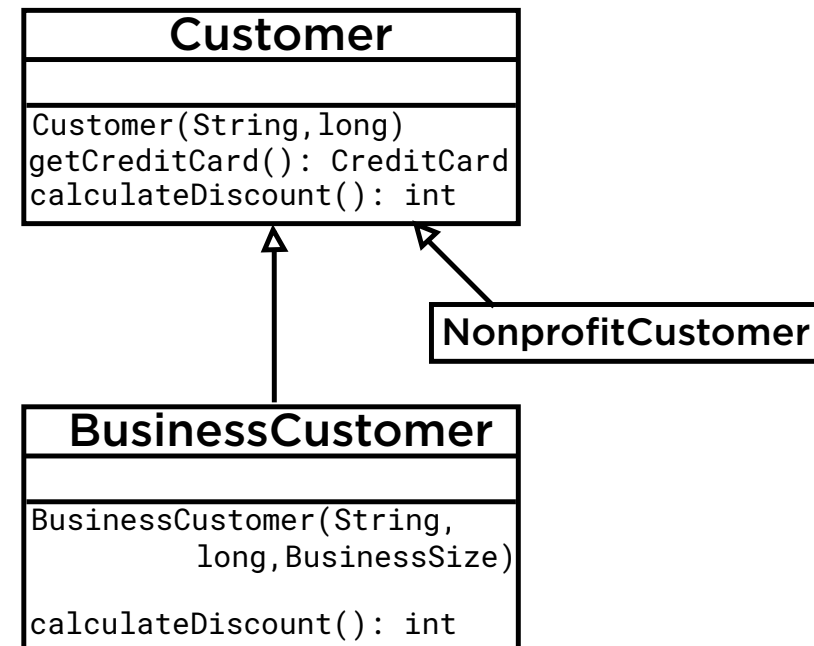 Customer
Customer(String,long)
getCreditCard(): CreditCard
calculateDiscount(): int
NonprofitCustomer
BusinessCustomer
BusinessCustomer(String,
long,BusinessSize)
calculateDiscount(): int